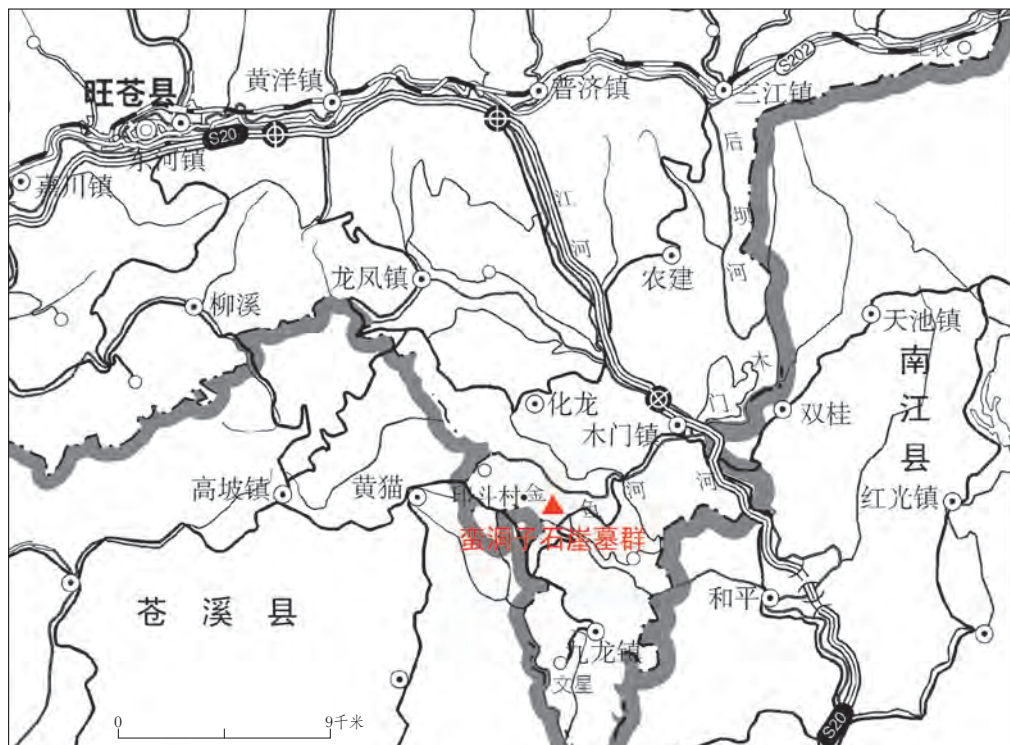 S202
王农
黄洋镇
普济镇
三江镇
旺苍县
S20
东河镇
嘉川镇
后
坝
河
江
河
农建
龙凤镇
柳溪
天池镇
南
江
县
木
门
河
化龙
双桂
木门镇
高坡镇
黄猫
印斗村
金
鱼
河
红光镇
蛮洞子石崖墓群
和平
苍溪县
九龙镇
文星
S20
0
9千米